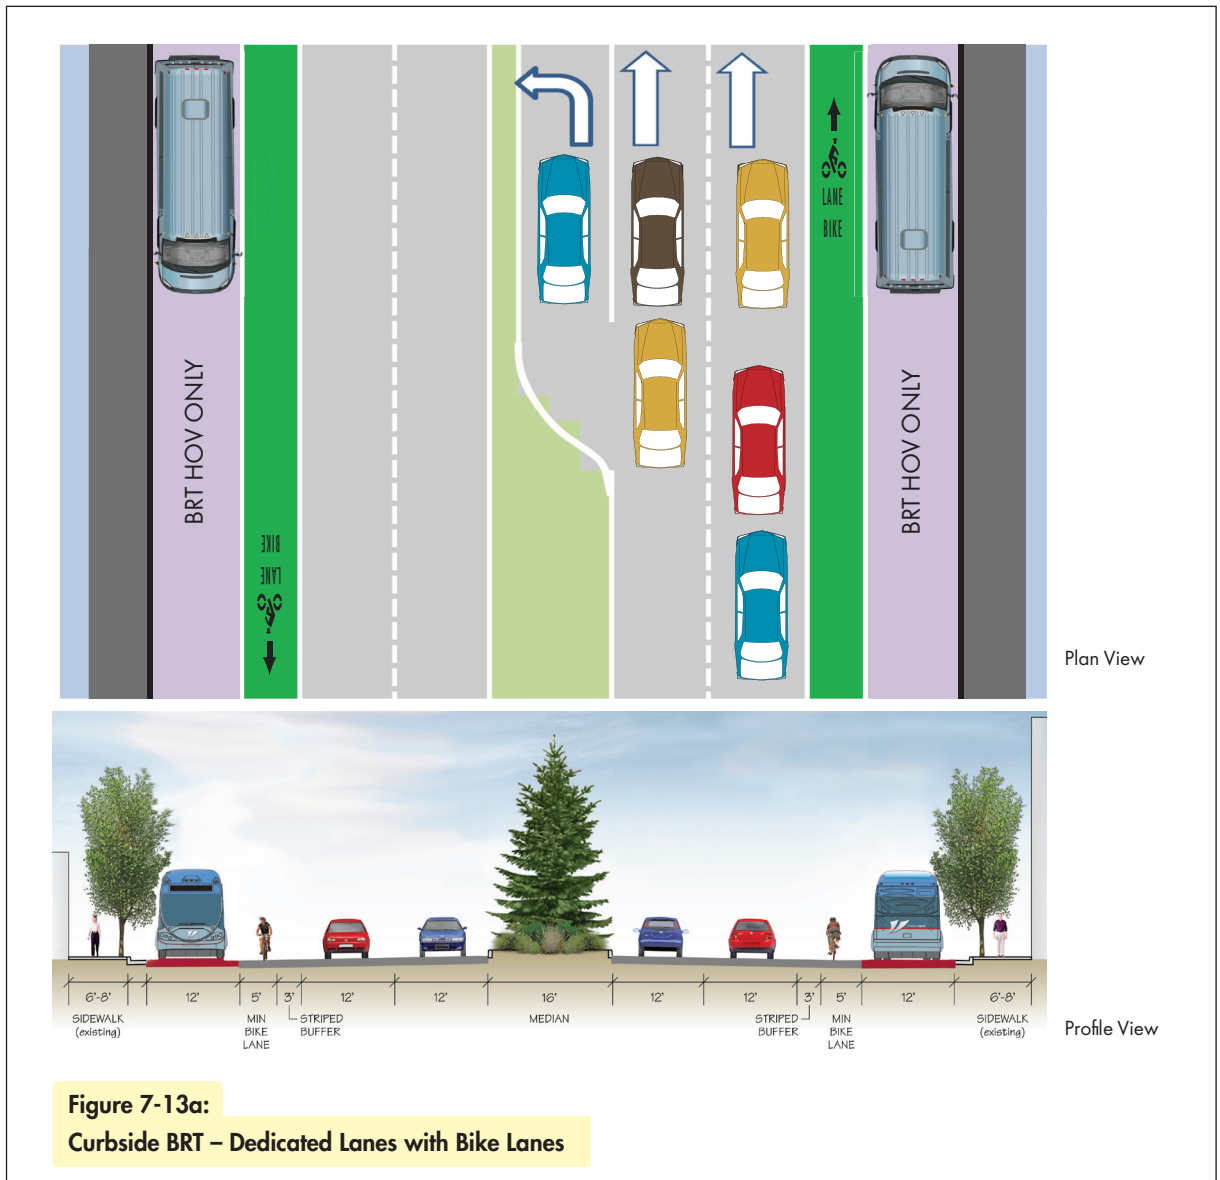 LANE
BIKE
BRT HOV ONLY
BRT HOV ONLY
BIKE
LANE
Plan View
6'-8'
12'
5'
3'
12'
12'
16'
12'
12'
3'
5'
12'
6'-8'
SIDEWALK
(existing)
MIN
BIKE
LANE
STRIPED
BUFFER
MEDIAN
STRIPED
BUFFER
MIN
BIKE
LANE
SIDEWALK
(existing)
Profile View
Figure 7-13a:
Curbside BRT – Dedicated Lanes with Bike Lanes